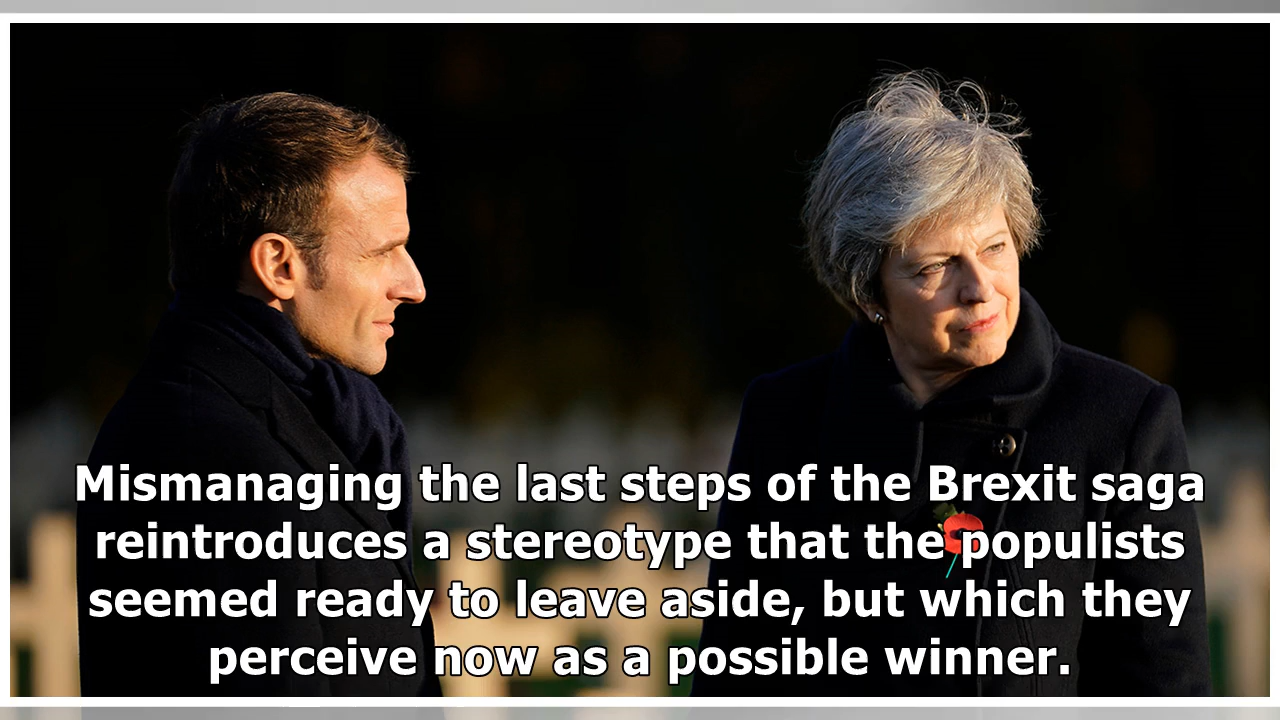 Mismanaging the last steps of the Brexit saga
reintroduces a stereotype that the populists
seemed ready to leave aside, but which they
perceive now as a possible winner.